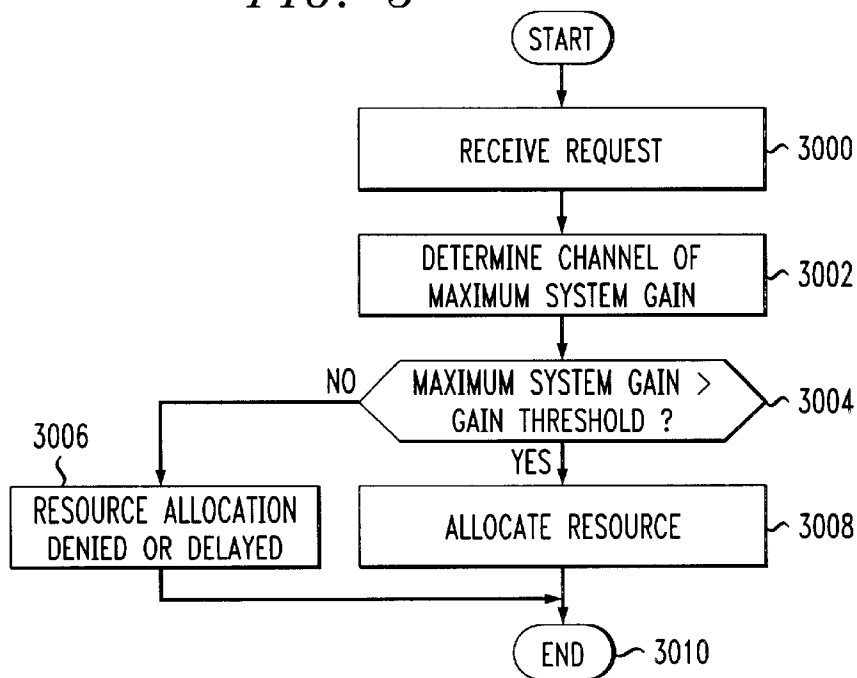 START
RECEIVE REQUEST
3000
DETERMINE CHANNEL OF
MAXIMUM SYSTEM GAIN
3002
NO
MAXIMUM SYSTEM GAIN >
GAIN THRESHOLD ?
3004
3006
YES
RESOURCE ALLOCATION
DENIED OR DELAYED
ALLOCATE RESOURCE
3008
END
3010